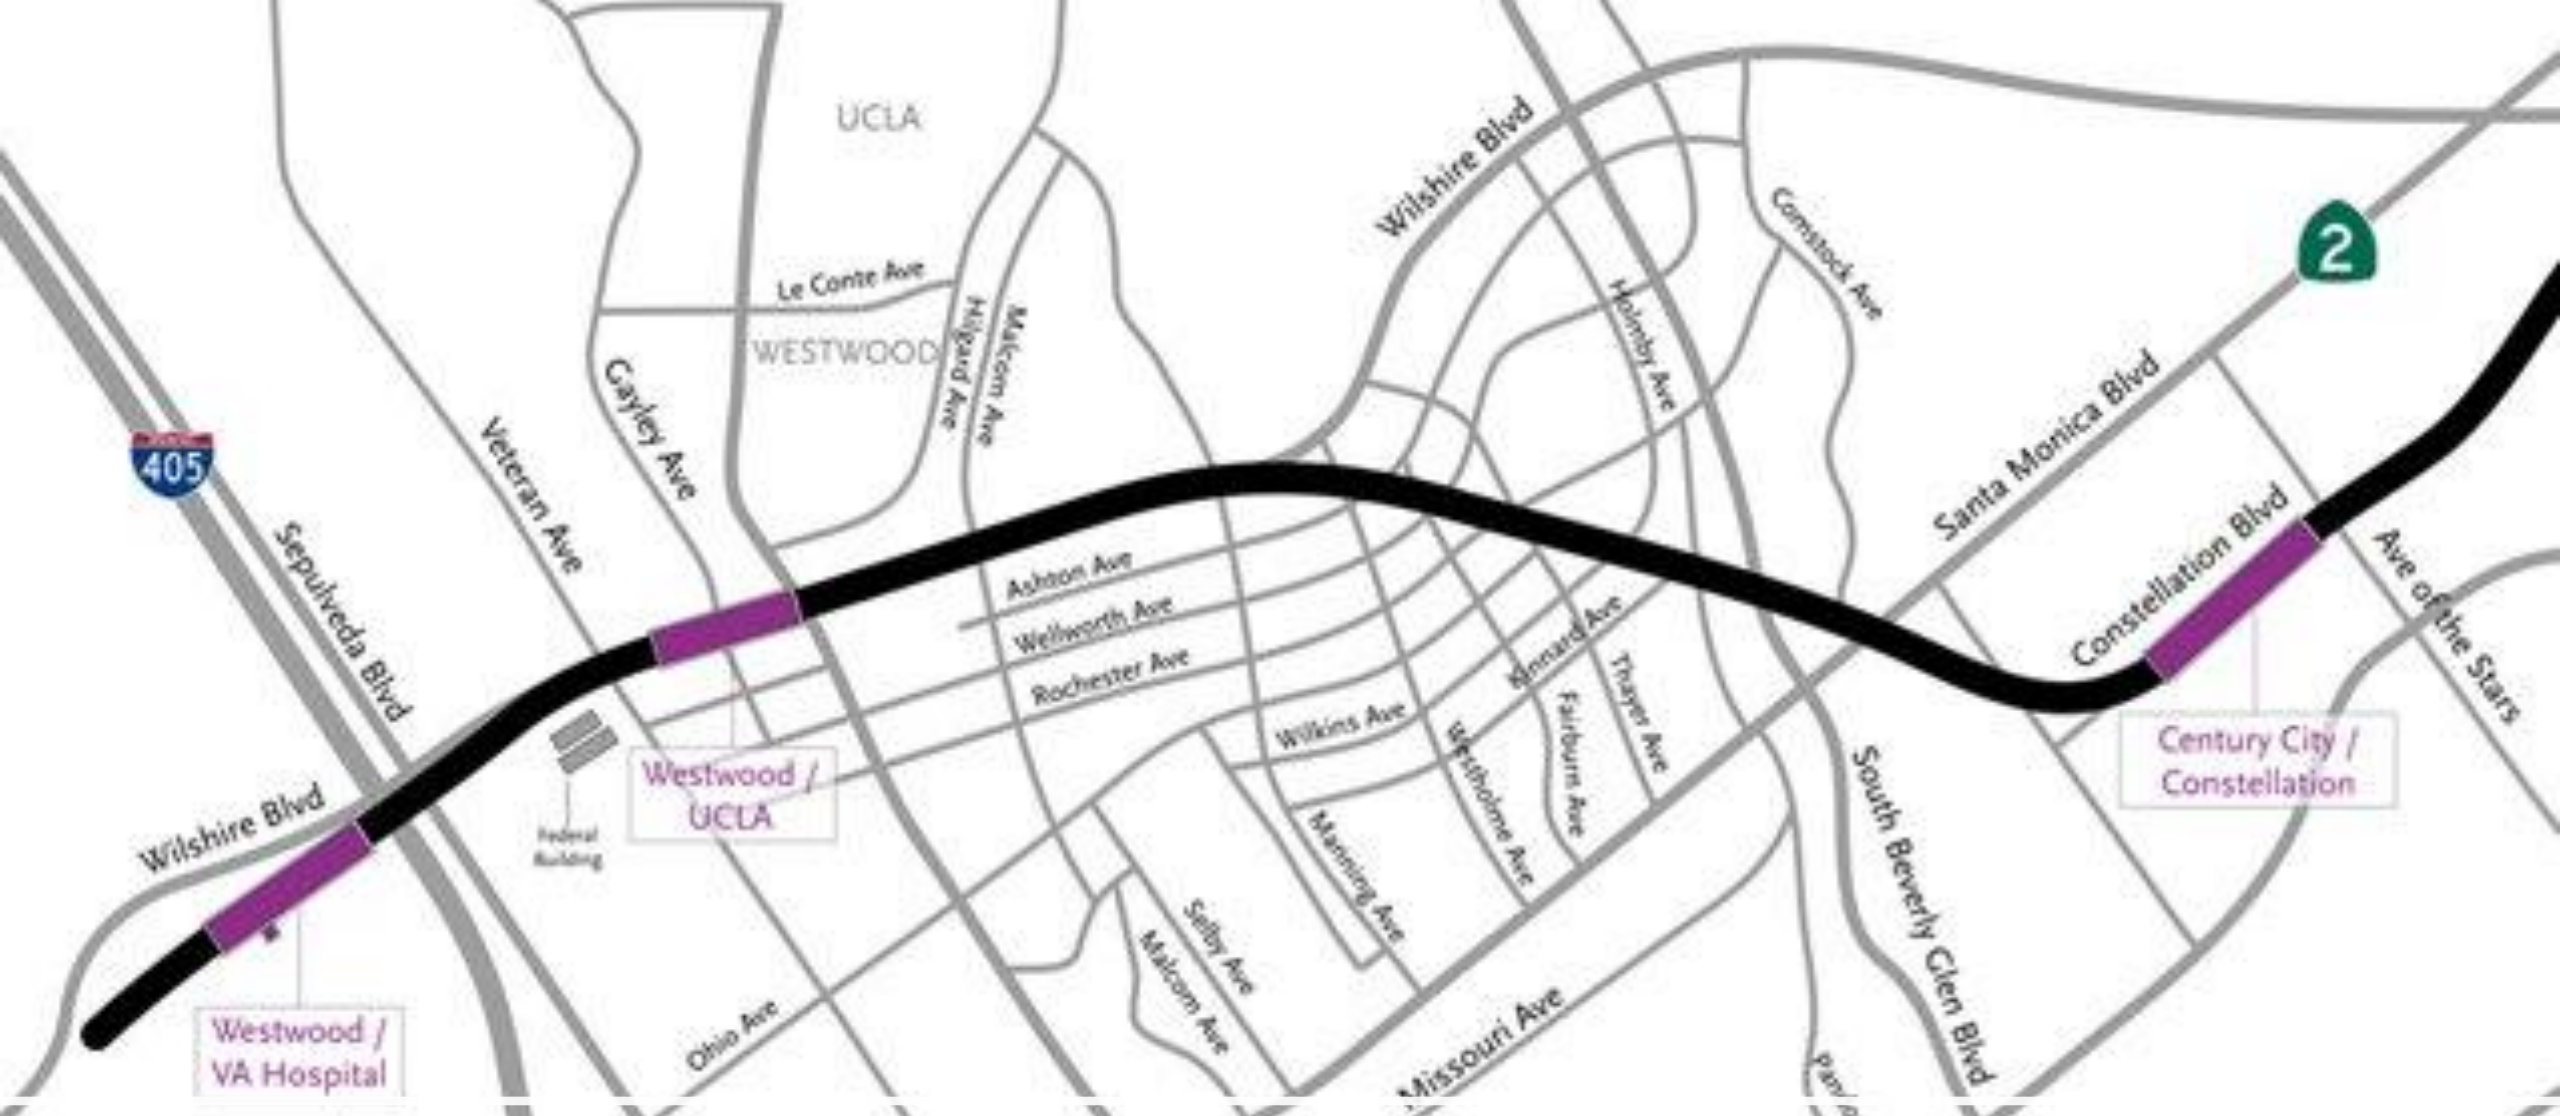 UCLA
Wilshire Blvd
Comstock Ave
2
Le Conte Ave
WESTWOOD
Hilgard Ave
Malcom Ave
Holmby Ave
Gayley Ave
Veteran Ave
405
Sepulveda Blvd
Santa Monica Blvd
Constellation Blvd
Ave of the Stars
Ashton Ave
Wellworth Ave
Rochester Ave
Kinnard Ave
Thayer Ave
Fairburn Ave
Wilkins Ave
Westholme Ave
Manning Ave
Century City /
Constellation
Westwood /
UCLA
Federal
Building
Wilshire Blvd
South Beverly Glen Blvd
Selby Ave
Malcom Ave
Ohio Ave
Missouri Ave
Westwood /
VA Hospital